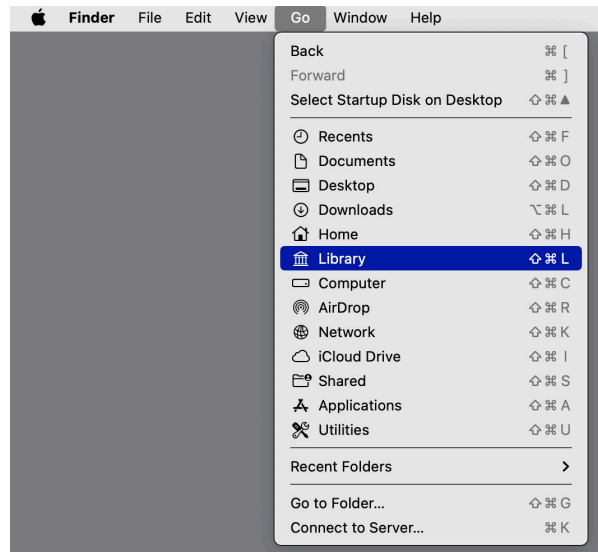 Finder File Edit View Go Window Help
Back ⌘ [
Forward ⌘ ]
Select Startup Disk on Desktop ⇧ ⌘ ▲
Recents ⇧ ⌘ F
Documents ⇧ ⌘ O
Desktop ⇧ ⌘ D
Downloads ⌥ ⌘ L
Home ⇧ ⌘ H
Library ⇧ ⌘ L
Computer ⇧ ⌘ C
AirDrop ⇧ ⌘ R
Network ⇧ ⌘ K
iCloud Drive ⇧ ⌘ I
Shared ⇧ ⌘ S
Applications ⇧ ⌘ A
Utilities ⇧ ⌘ U
Recent Folders >
Go to Folder... ⇧ ⌘ G
Connect to Server... ⌘ K